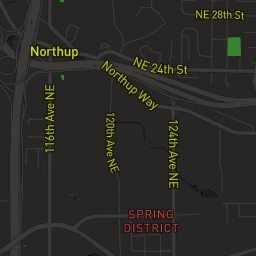 NE 28th St
Northup
NE 24th St
Northup Way
116th Ave NE
120th Ave NE
124th Ave NE
SPRING
DISTRICT